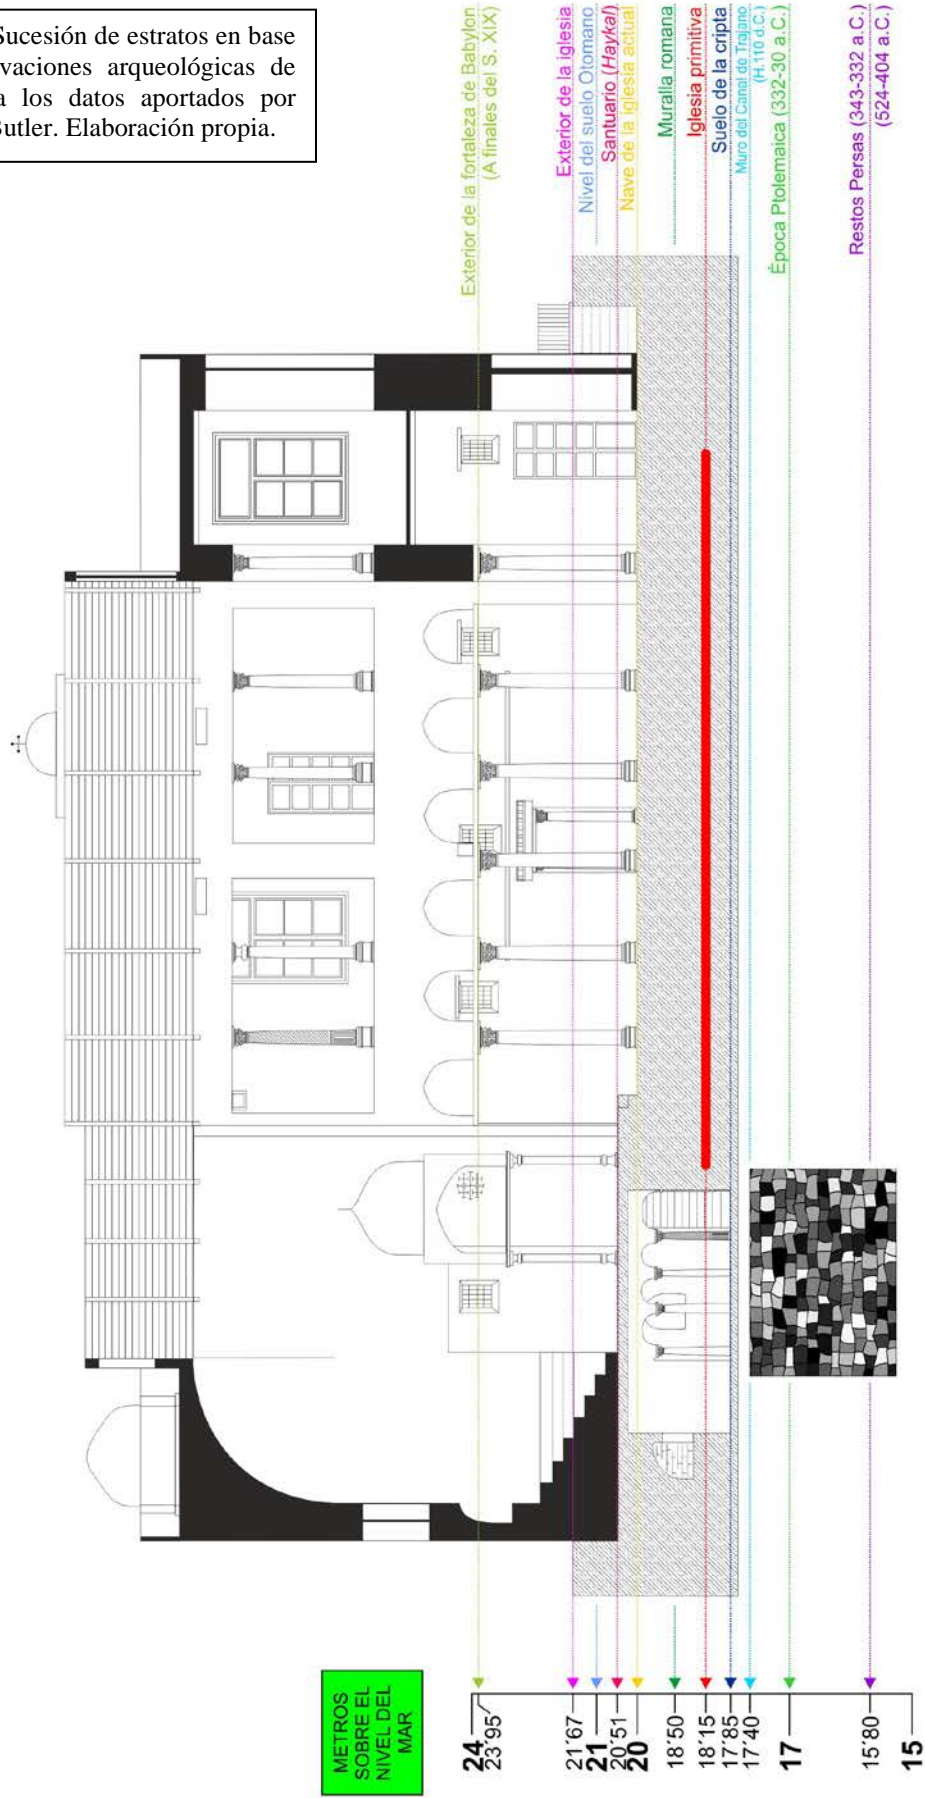 Sucesión de estratos en base
vaciones arqueológicas de
a los datos aportados por
Butler. Elaboración propia.
Exterior de la fortaleza de Babylon
(A finales del S. XIX)
Exterior de la iglesia
Nivel del suelo Otomano
Santuario (Haykal)
Nave de la iglesia actual
Muralla romana
Iglesia primitiva
Suelo de la cripta
Muro del Canal de Trajano
(H.110 d.C.)
Época Ptolemaica (332-30 a.C.)
Restos Persas (343-332 a.C.)
(524-404 a.C.)
METROS
SOBRE EL
NIVEL DEL
MAR
24
23´95
21´67
21
20´51
20
18´50
18´15
17´85
17´40
17
15´80
15